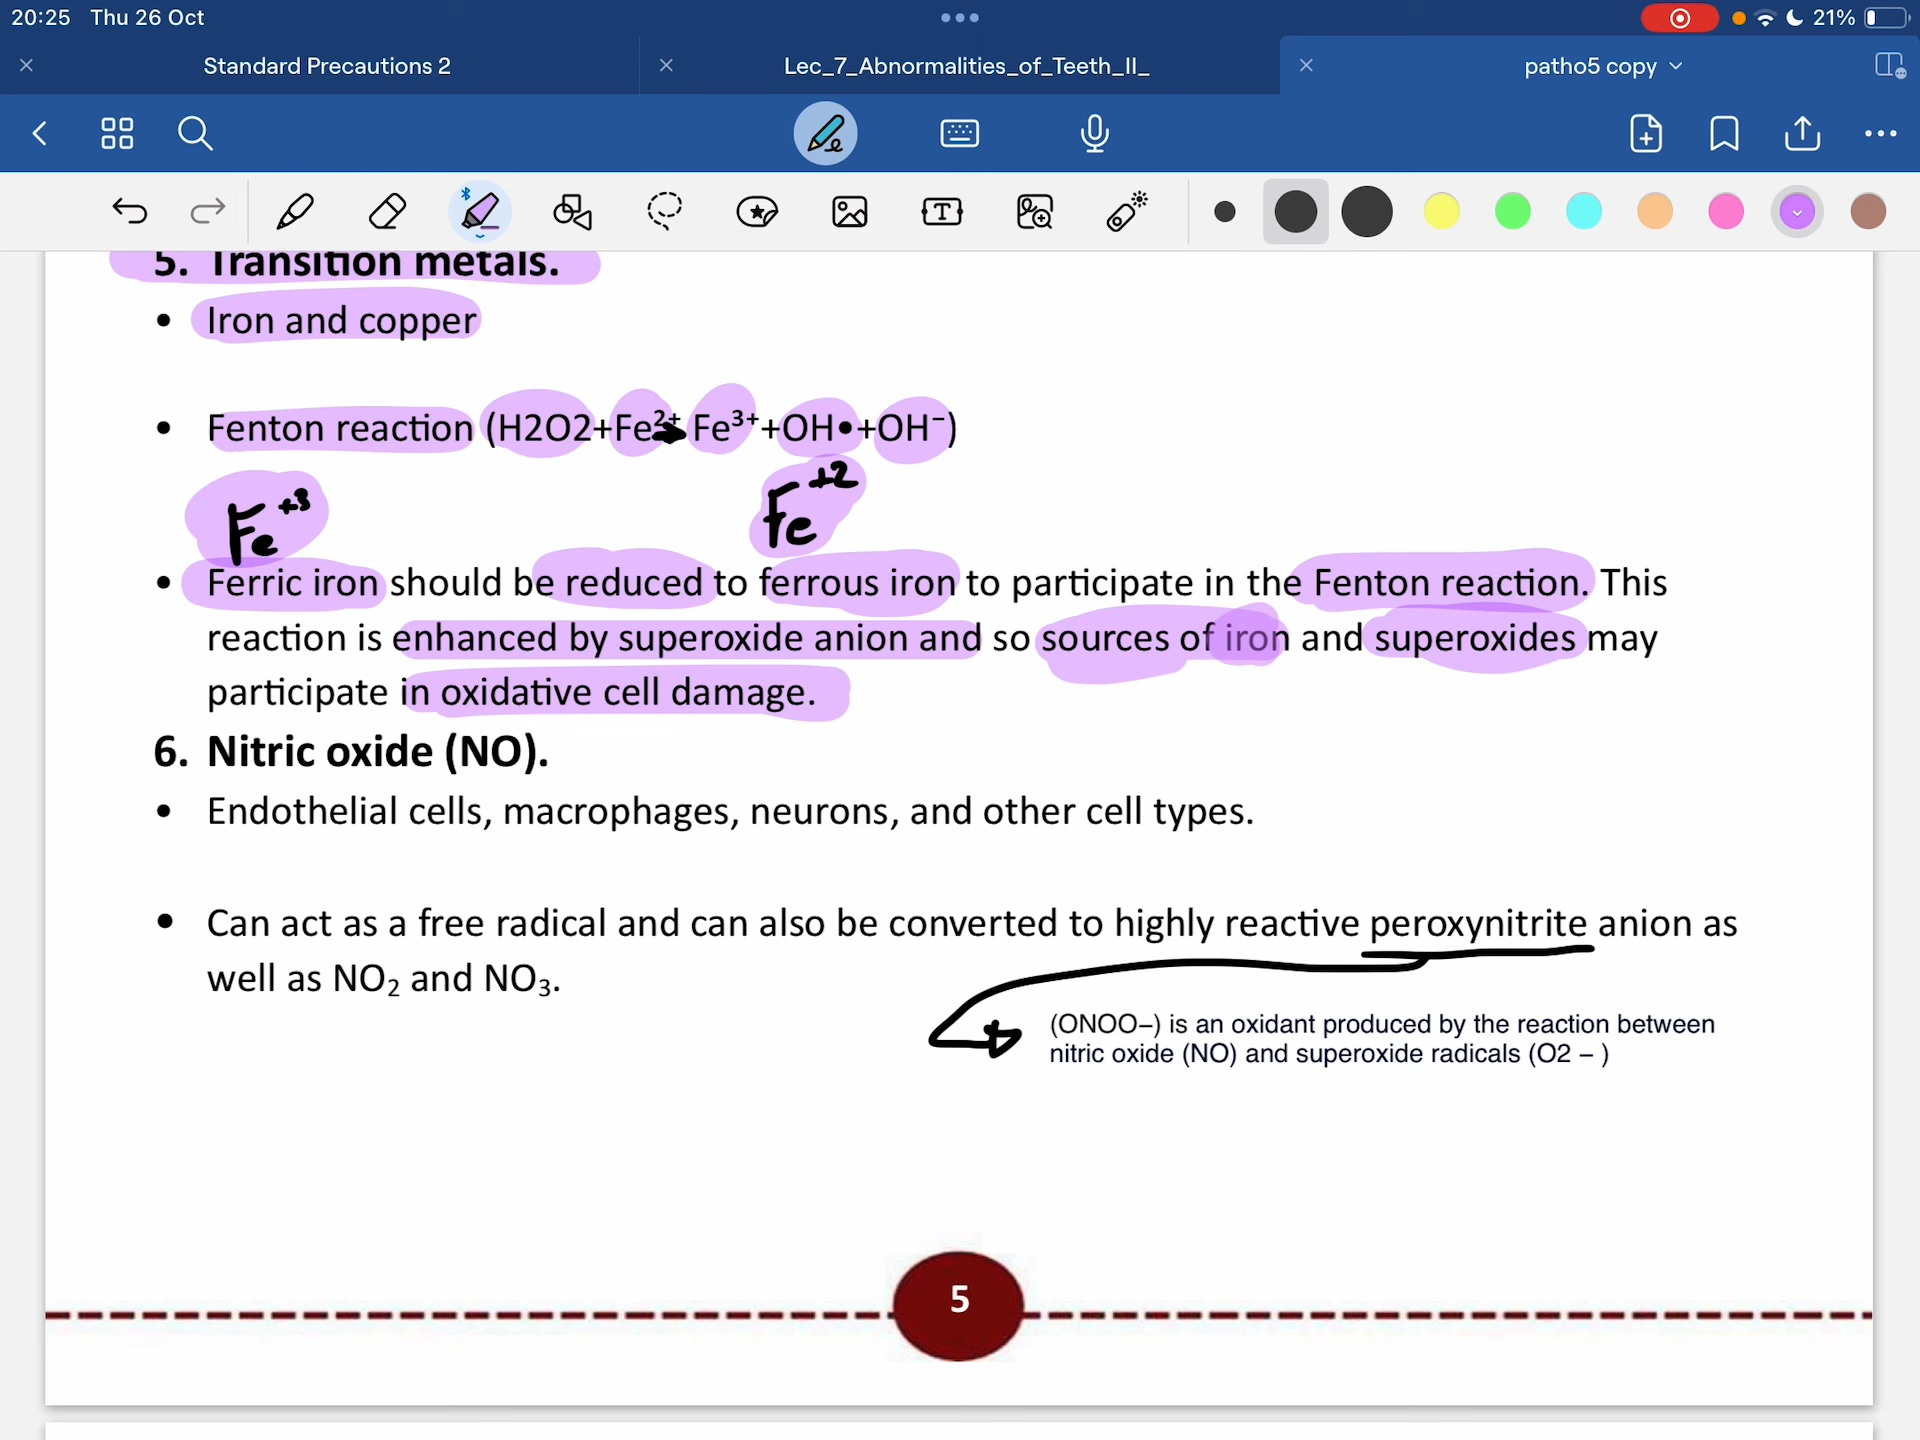 20:25 Thu 26 Oct
21%
Standard Precautions 2
Lec_7_Abnormalities_of_Teeth_II_
patho5 copy
5. Transition metals.
• Iron and copper
• Fenton reaction (H2O2+Fe²⁺ Fe³⁺+OH•+OH⁻)
Fe⁺³ Fe⁺²
• Ferric iron should be reduced to ferrous iron to participate in the Fenton reaction. This
reaction is enhanced by superoxide anion and so sources of iron and superoxides may
participate in oxidative cell damage.
6. Nitric oxide (NO).
• Endothelial cells, macrophages, neurons, and other cell types.
• Can act as a free radical and can also be converted to highly reactive peroxynitrite anion as
well as NO₂ and NO₃.
(ONOO–) is an oxidant produced by the reaction between
nitric oxide (NO) and superoxide radicals (O2 – )
5